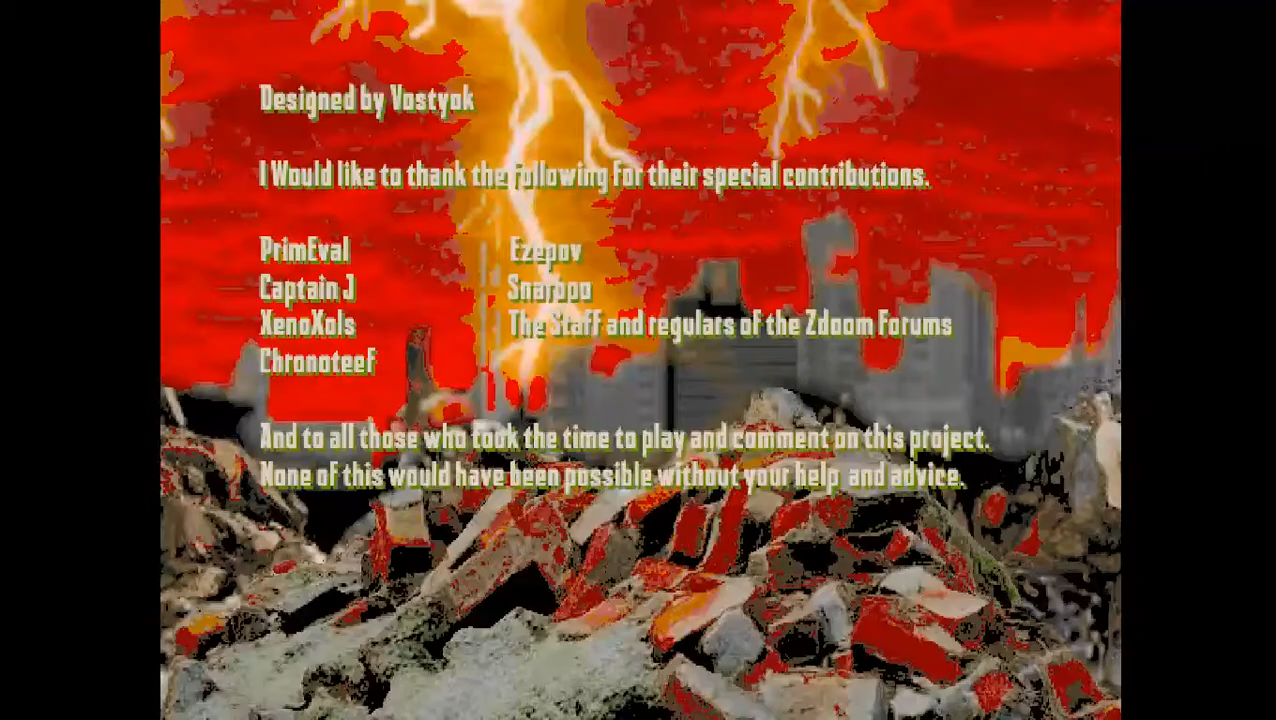 Designed by Vostyok
I Would like to thank the following for their special contributions.
PrimEval Ezepov
Captain J Snarboo
XenoXols The Staff and regulars of the Zdoom Forums
Chronoteef
And to all those who took the time to play and comment on this project.
None of this would have been possible without your help and advice.